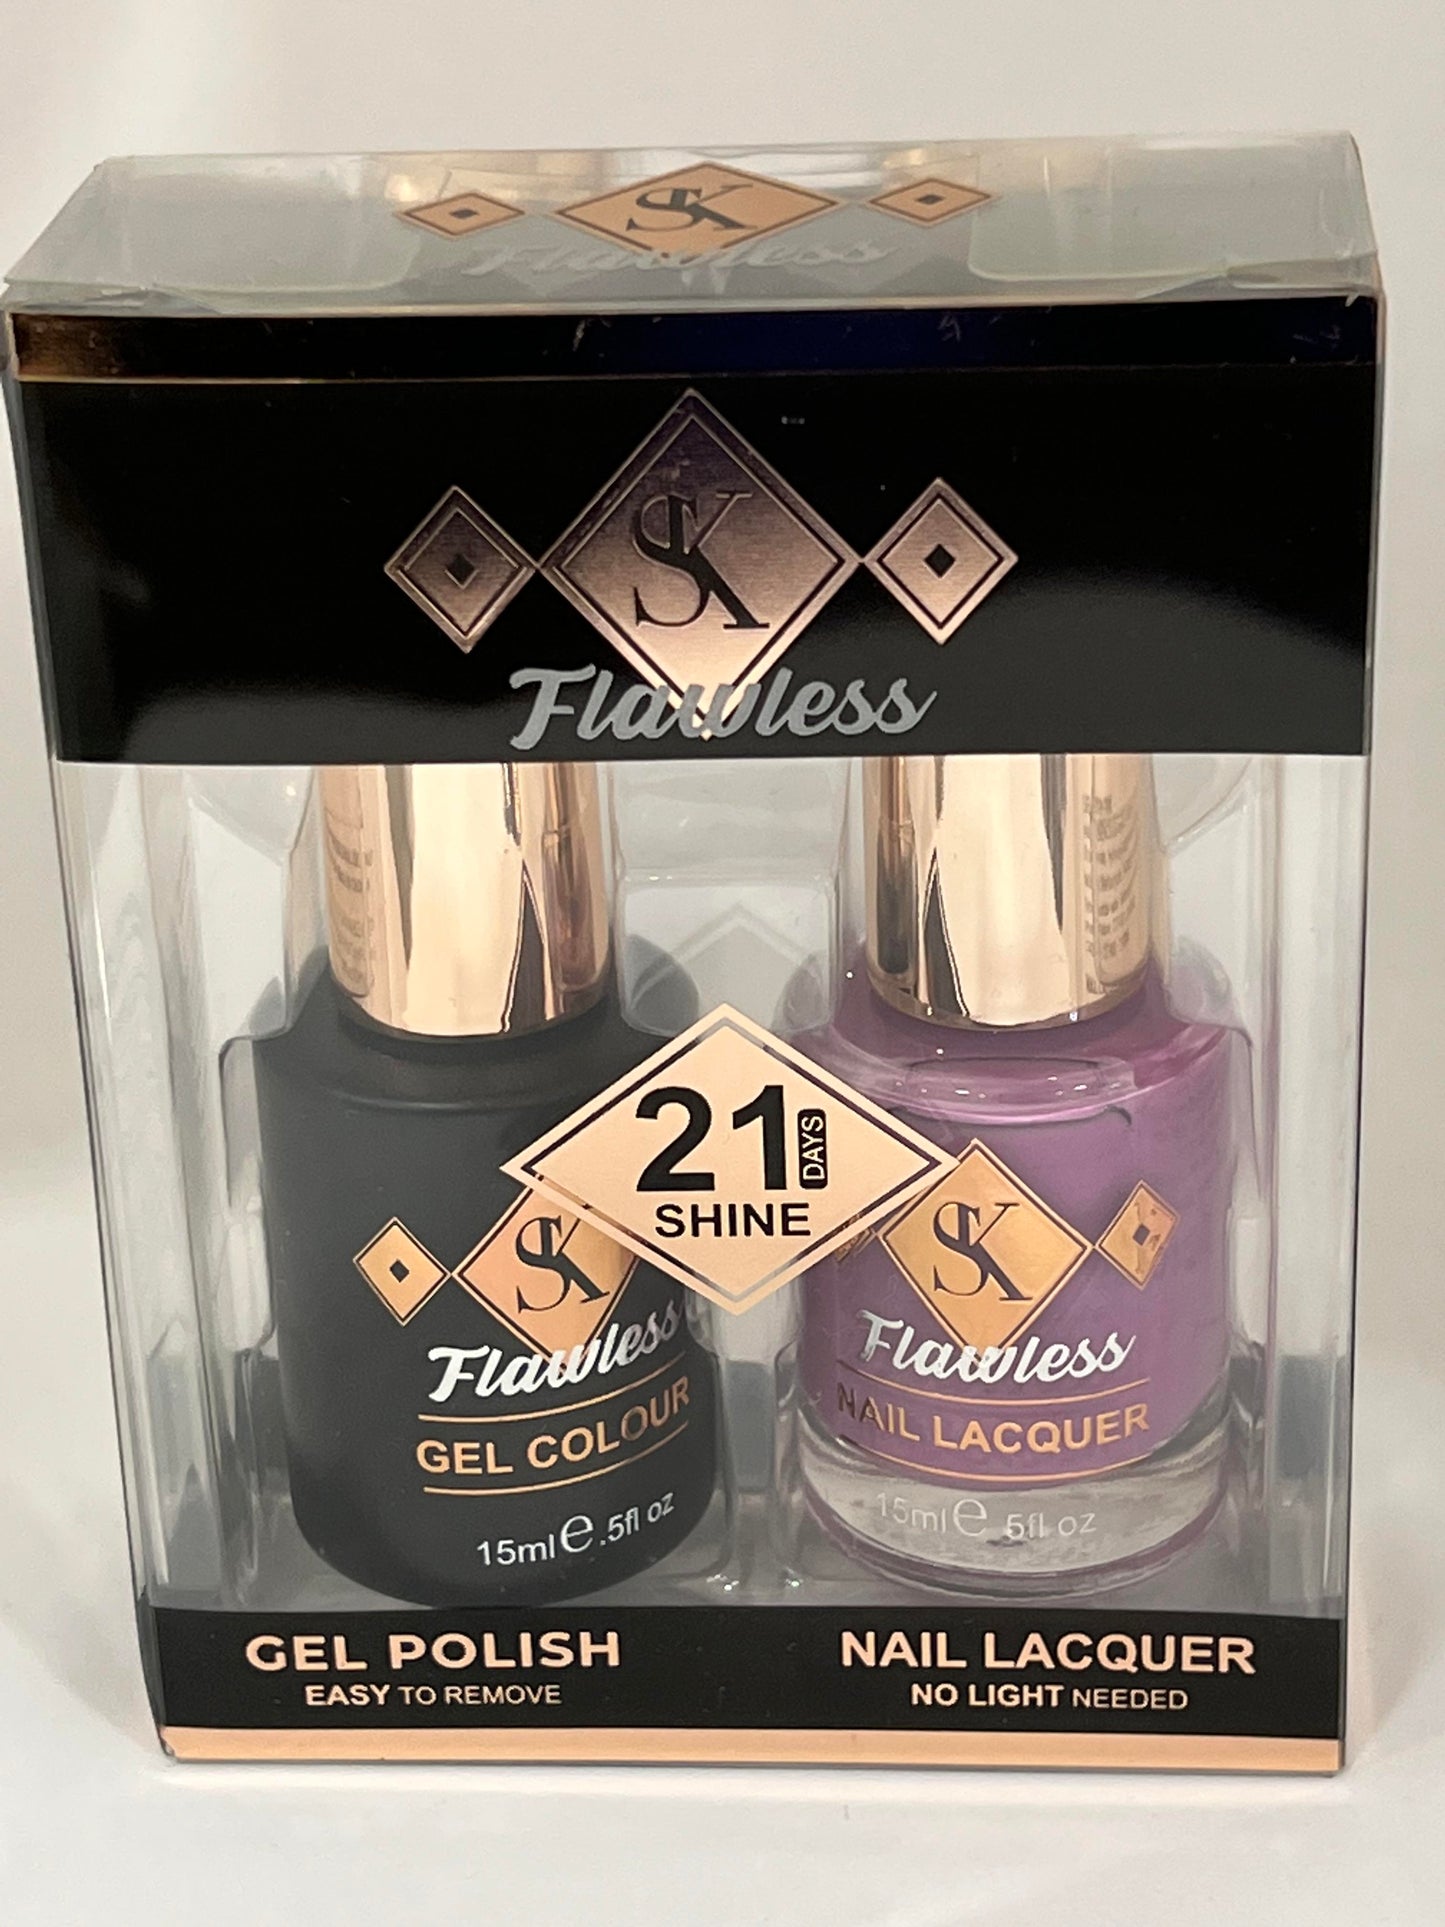 SK
Flawless
SK
Flawless
21 DAYS
SHINE
SK
Flawless
GEL COLOUR
15ml e .5fl oz
SK
Flawless
NAIL LACQUER
15ml e .5fl oz
GEL POLISH
EASY TO REMOVE
NAIL LACQUER
NO LIGHT NEEDED